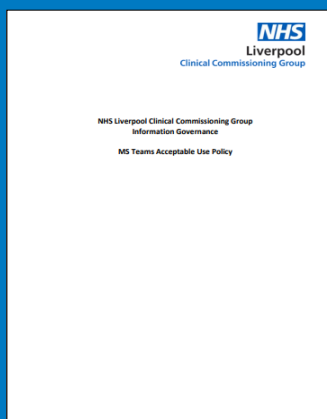 NHS
Liverpool
Clinical Commissioning Group
NHS Liverpool Clinical Commissioning Group
Information Governance
MS Teams Acceptable Use Policy